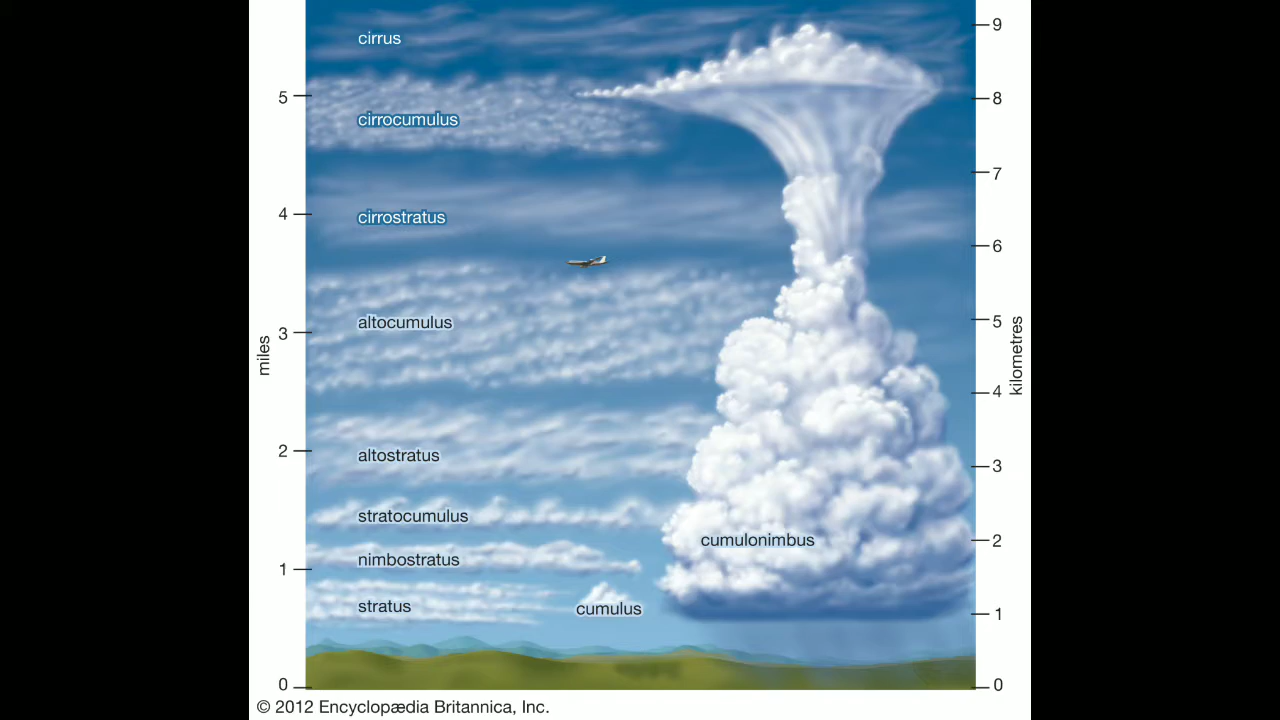 cirrus
9
5
8
cirrocumulus
7
4
cirrostratus
6
altocumulus
5
3
miles
kilometres
4
2
altostratus
3
stratocumulus
cumulonimbus
2
nimbostratus
1
stratus
cumulus
1
0
0
© 2012 Encyclopædia Britannica, Inc.